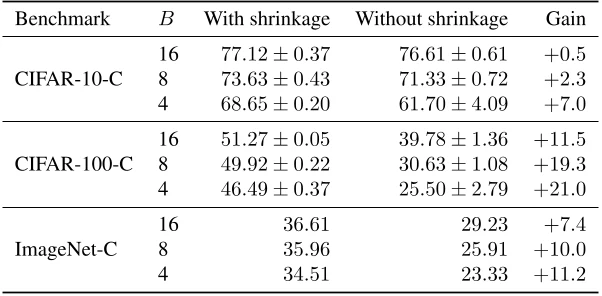 Benchmark B With shrinkage Without shrinkage Gain
16 77.12 ± 0.37 76.61 ± 0.61 +0.5
CIFAR-10-C 8 73.63 ± 0.43 71.33 ± 0.72 +2.3
4 68.65 ± 0.20 61.70 ± 4.09 +7.0
16 51.27 ± 0.05 39.78 ± 1.36 +11.5
CIFAR-100-C 8 49.92 ± 0.22 30.63 ± 1.08 +19.3
4 46.49 ± 0.37 25.50 ± 2.79 +21.0
16 36.61 29.23 +7.4
ImageNet-C 8 35.96 25.91 +10.0
4 34.51 23.33 +11.2